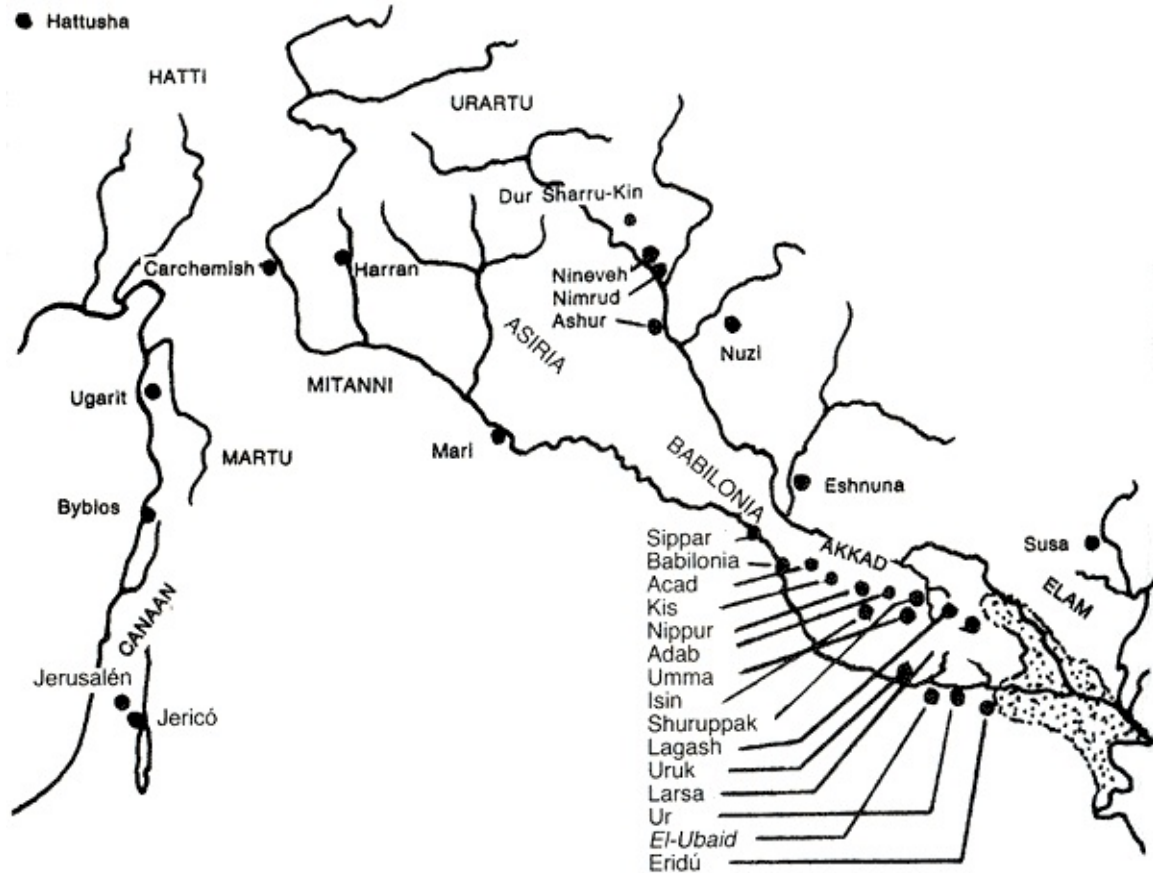 Hattusha
HATTI
URARTU
Dur Sharru-Kin
Carchemish
Harran
Nineveh
Nimrud
Ashur
ASIRIA
Nuzi
MITANNI
Ugarit
MARTU
Mari
BABILONIA
Eshnuna
Byblos
Sippar
Babilonia
Acad
Kis
Nippur
Adab
Umma
Isin
Shuruppak
Lagash
Uruk
Larsa
Ur
El-Ubaid
Eridú
AKKAD
Susa
ELAM
CANAAN
Jerusalén
Jericó